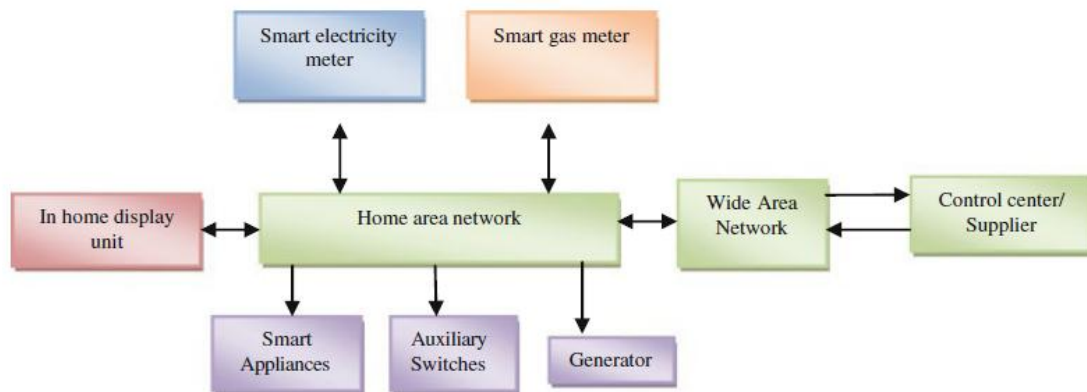 Smart electricity
meter
Smart gas meter
In home display
unit
Home area network
Wide Area
Network
Control center/
Supplier
Smart
Appliances
Auxiliary
Switches
Generator